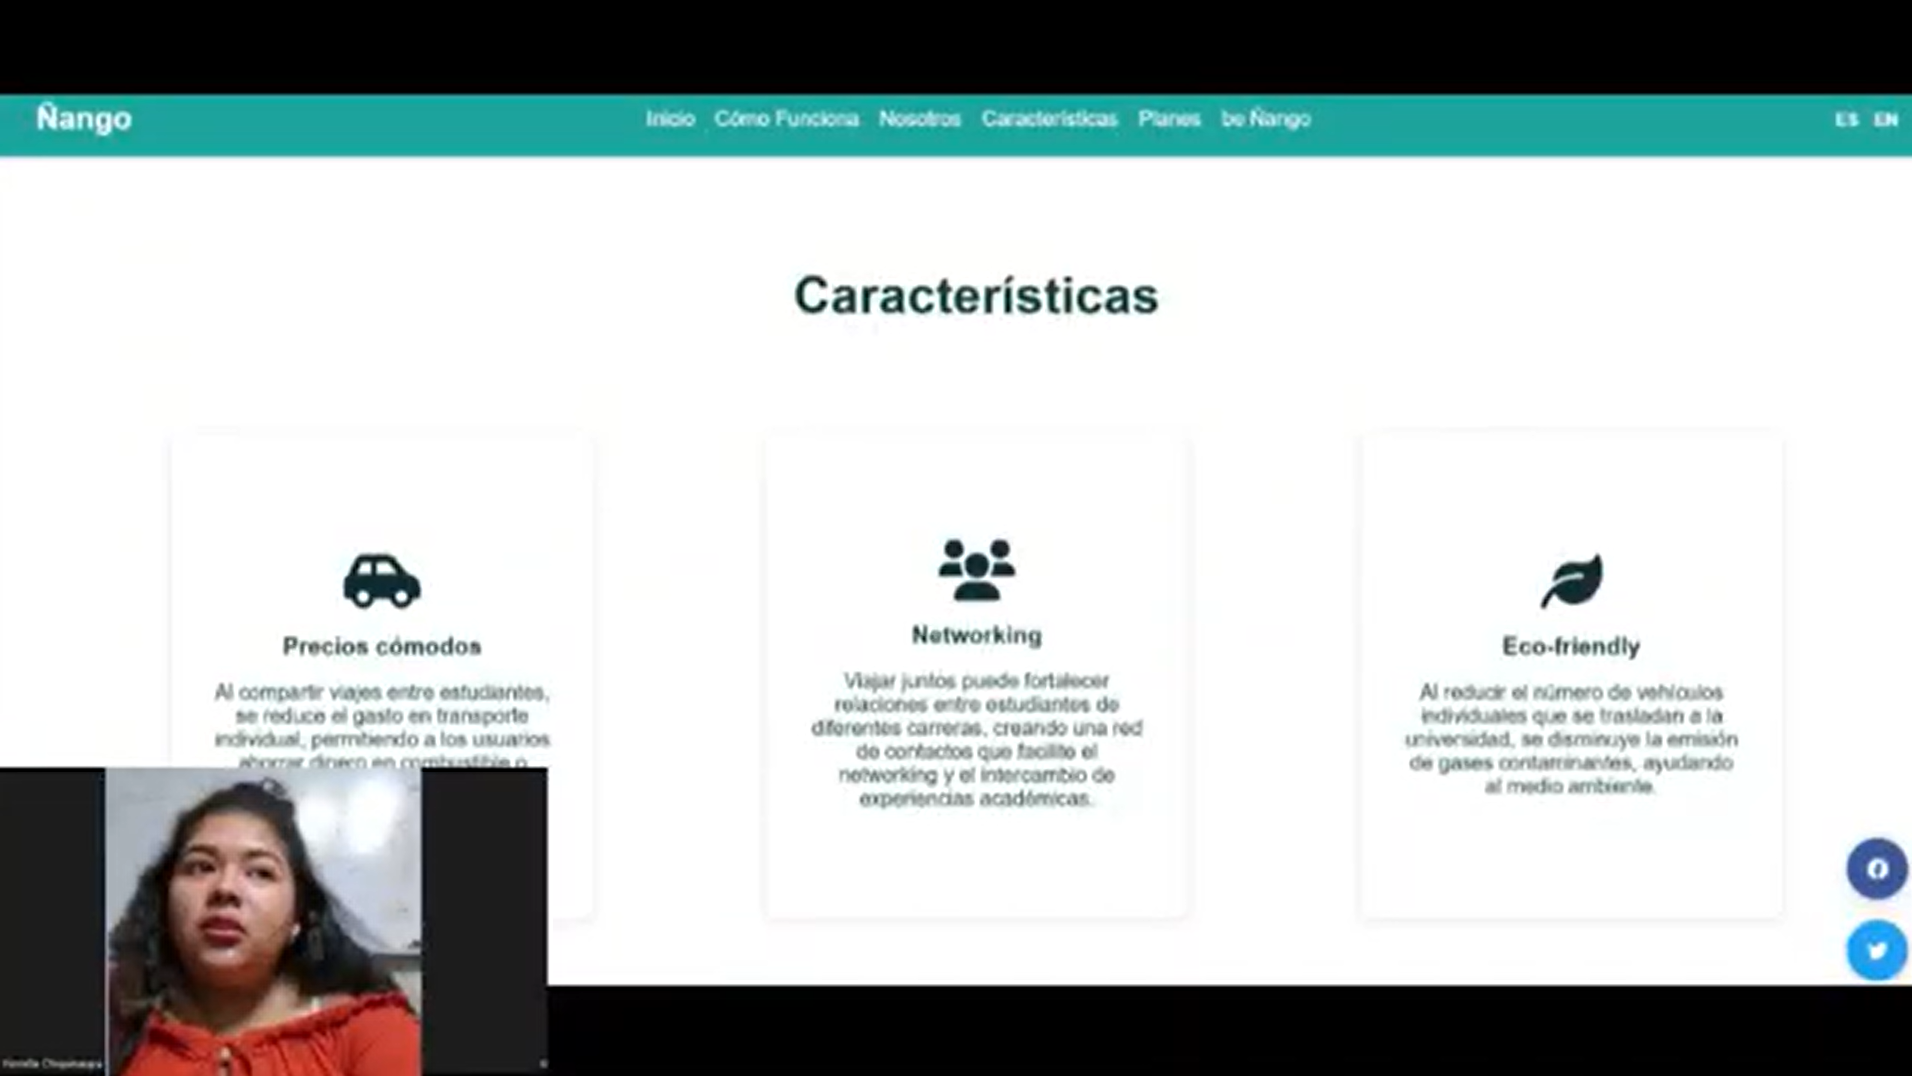 Ñango
Inicio Cómo Funciona Nosotros Características Planes be Ñango
ES EN
Características
Precios cómodos
Al compartir viajes entre estudiantes,
se reduce el gasto en transporte
individual, permitiendo a los usuarios
ahorrar dinero en combustible o
Networking
Viajar juntos puede fortalecer
relaciones entre estudiantes de
diferentes carreras, creando una red
de contactos que facilite el
networking y el intercambio de
experiencias académicas.
Eco-friendly
Al reducir el número de vehículos
individuales que se trasladan a la
universidad, se disminuye la emisión
de gases contaminantes, ayudando
al medio ambiente.